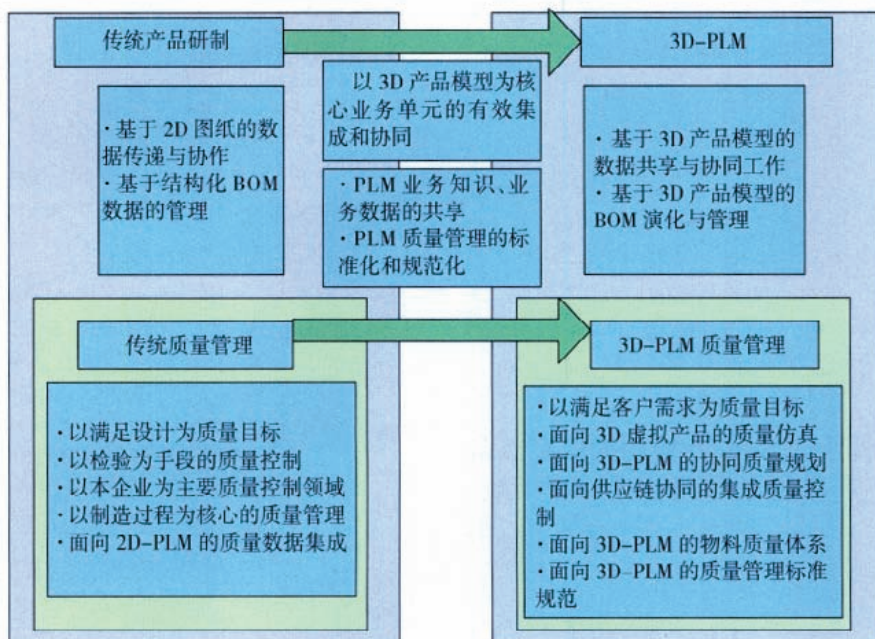 传统产品研制
3D-PLM
以 3D 产品模型为核
心业务单元的有效集
成和协同
· 基于 2D 图纸的数
据传递与协作
· 基于结构化 BOM
数据的管理
· PLM 业务知识、业
务数据的共享
· PLM 质量管理的标
准化和规范化
· 基于 3D 产品模型的
数据共享与协同工作
· 基于 3D 产品模型的
BOM 演化与管理
传统质量管理
3D-PLM 质量管理
· 以满足设计为质量目标
· 以检验为手段的质量控制
· 以本企业为主要质量控制领域
· 以制造过程为核心的质量管理
· 面向 2D-PLM 的质量数据集成
· 以满足客户需求为质量目标
· 面向 3D 虚拟产品的质量仿真
· 面向 3D-PLM 的协同质量规划
· 面向供应链协同的集成质量控
制
· 面向 3D-PLM 的物料质量体系
· 面向 3D-PLM 的质量管理标准
规范